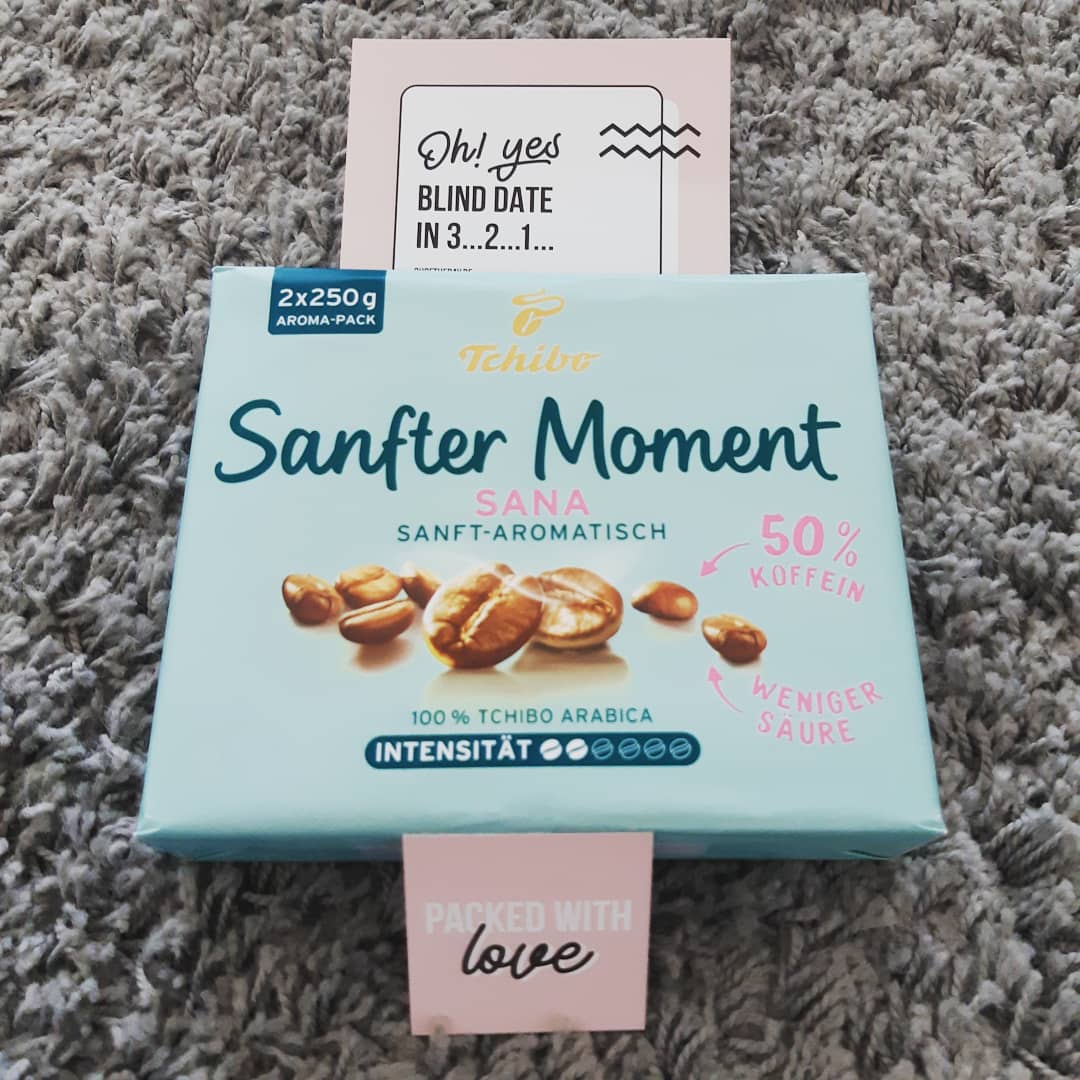 Oh! yes
BLIND DATE
IN 3...2...1...
2x250g
AROMA-PACK
Tchibo
Sanfter Moment
SANA
SANFT-AROMATISCH
50%
KOFFEIN
WENIGER
SÄURE
100 % TCHIBO ARABICA
INTENSITÄT
PACKED WITH
love